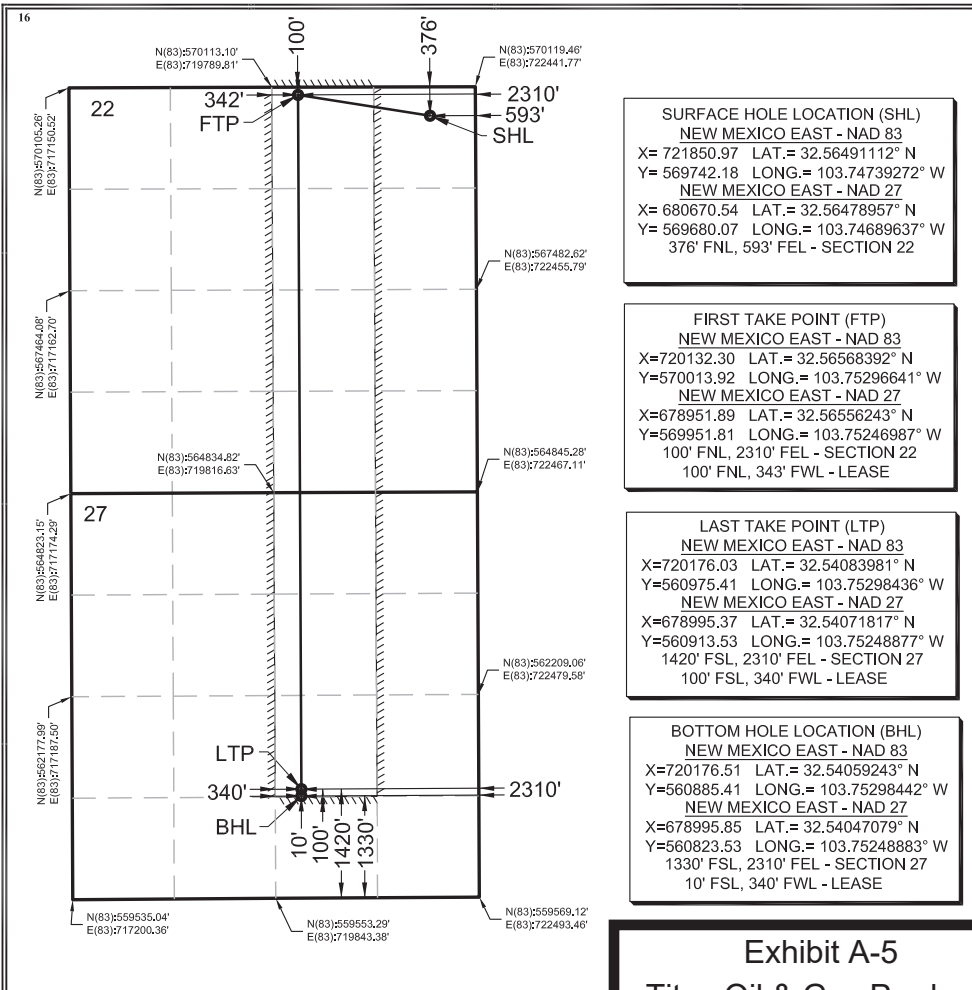 16
100'
376'
N(83):570113.10'
E(83):719789.81'
N(83):570119.46'
E(83):722441.77'
22
342'
FTP
2310'
593'
SHL
N(83):570105.26'
E(83):717150.52'
N(83):567482.62'
E(83):722455.79'
N(83):567464.08'
E(83):717162.70'
N(83):564834.82'
E(83):719816.63'
N(83):564845.28'
E(83):722467.11'
27
N(83):564823.15'
E(83):717174.29'
N(83):562209.06'
E(83):722479.58'
N(83):562177.99'
E(83):717187.50'
LTP
340'
2310'
BHL
10'
100'
1420'
1330'
N(83):559535.04'
E(83):717200.36'
N(83):559553.29'
E(83):719843.38'
N(83):559569.12'
E(83):722493.46'
SURFACE HOLE LOCATION (SHL)
NEW MEXICO EAST - NAD 83
X= 721850.97 LAT.= 32.56491112° N
Y= 569742.18 LONG.= 103.74739272° W
NEW MEXICO EAST - NAD 27
X= 680670.54 LAT.= 32.56478957° N
Y= 569680.07 LONG.= 103.74689637° W
376' FNL, 593' FEL - SECTION 22
FIRST TAKE POINT (FTP)
NEW MEXICO EAST - NAD 83
X=720132.30 LAT.= 32.56568392° N
Y=570013.92 LONG.= 103.75296641° W
NEW MEXICO EAST - NAD 27
X=678951.89 LAT.= 32.56556243° N
Y=569951.81 LONG.= 103.75246987° W
100' FNL, 2310' FEL - SECTION 22
100' FNL, 343' FWL - LEASE
LAST TAKE POINT (LTP)
NEW MEXICO EAST - NAD 83
X=720176.03 LAT.= 32.54083981° N
Y=560975.41 LONG.= 103.75298436° W
NEW MEXICO EAST - NAD 27
X=678995.37 LAT.= 32.54071817° N
Y=560913.53 LONG.= 103.75248877° W
1420' FSL, 2310' FEL - SECTION 27
100' FSL, 340' FWL - LEASE
BOTTOM HOLE LOCATION (BHL)
NEW MEXICO EAST - NAD 83
X=720176.51 LAT.= 32.54059243° N
Y=560885.41 LONG.= 103.75298442° W
NEW MEXICO EAST - NAD 27
X=678995.85 LAT.= 32.54047079° N
Y=560823.53 LONG.= 103.75248883° W
1330' FSL, 2310' FEL - SECTION 27
10' FSL, 340' FWL - LEASE
Exhibit A-5